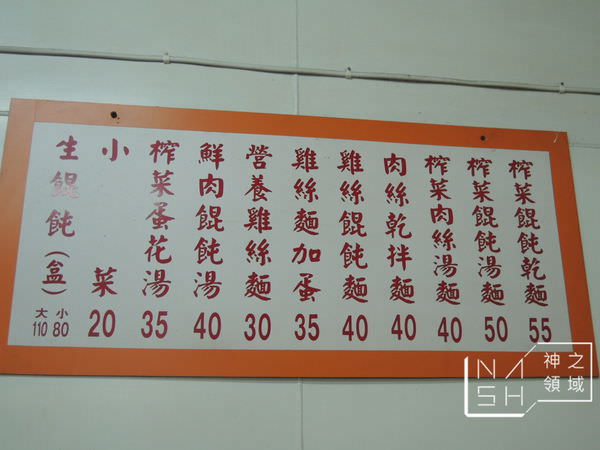 榨菜餛飩乾麵 55
榨菜餛飩湯麵 50
榨菜肉絲湯麵 40
肉絲乾拌麵 40
雞絲餛飩麵 40
雞絲麵加蛋 35
營養雞絲麵 30
鮮肉餛飩湯 40
榨菜蛋花湯 35
小菜 20
生餛飩(盒) 大110 小80
NASH 神之領域